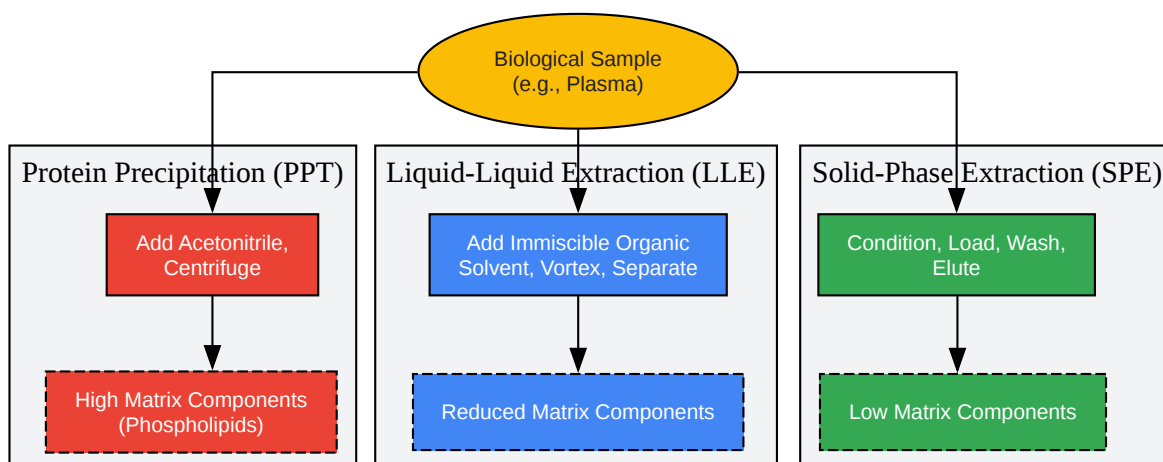 Biological Sample
(e.g., Plasma)
Protein Precipitation (PPT)
Add Acetonitrile,
Centrifuge
High Matrix Components
(Phospholipids)
Liquid-Liquid Extraction (LLE)
Add Immiscible Organic
Solvent, Vortex, Separate
Reduced Matrix Components
Solid-Phase Extraction (SPE)
Condition, Load, Wash,
Elute
Low Matrix Components